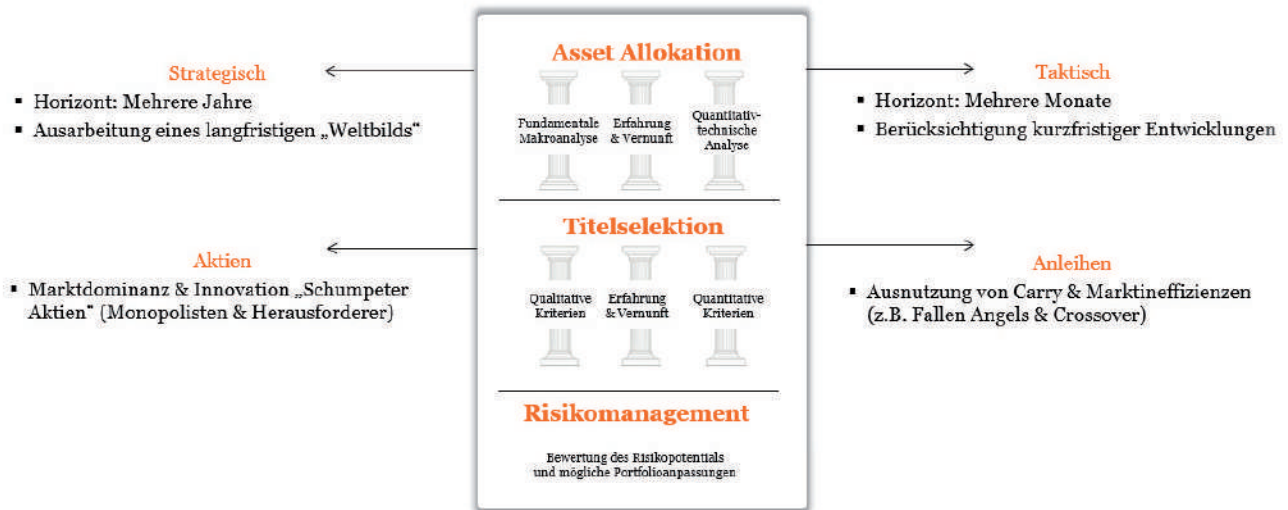 Asset Allokation
Strategisch
▪ Horizont: Mehrere Jahre
▪ Ausarbeitung eines langfristigen „Weltbilds“
Fundamentale
Makroanalyse
Erfahrung
& Vernunft
Quantitativ-
technische
Analyse
Taktisch
▪ Horizont: Mehrere Monate
▪ Berücksichtigung kurzfristiger Entwicklungen
Titelselektion
Aktien
▪ Marktdominanz & Innovation „Schumpeter
Aktien“ (Monopolisten & Herausforderer)
Qualitative
Kriterien
Erfahrung
& Vernunft
Quantitative
Kriterien
Anleihen
▪ Ausnutzung von Carry & Marktineffizienzen
(z.B. Fallen Angels & Crossover)
Risikomanagement
Bewertung des Risikopotentials
und mögliche Portfolioanpassungen